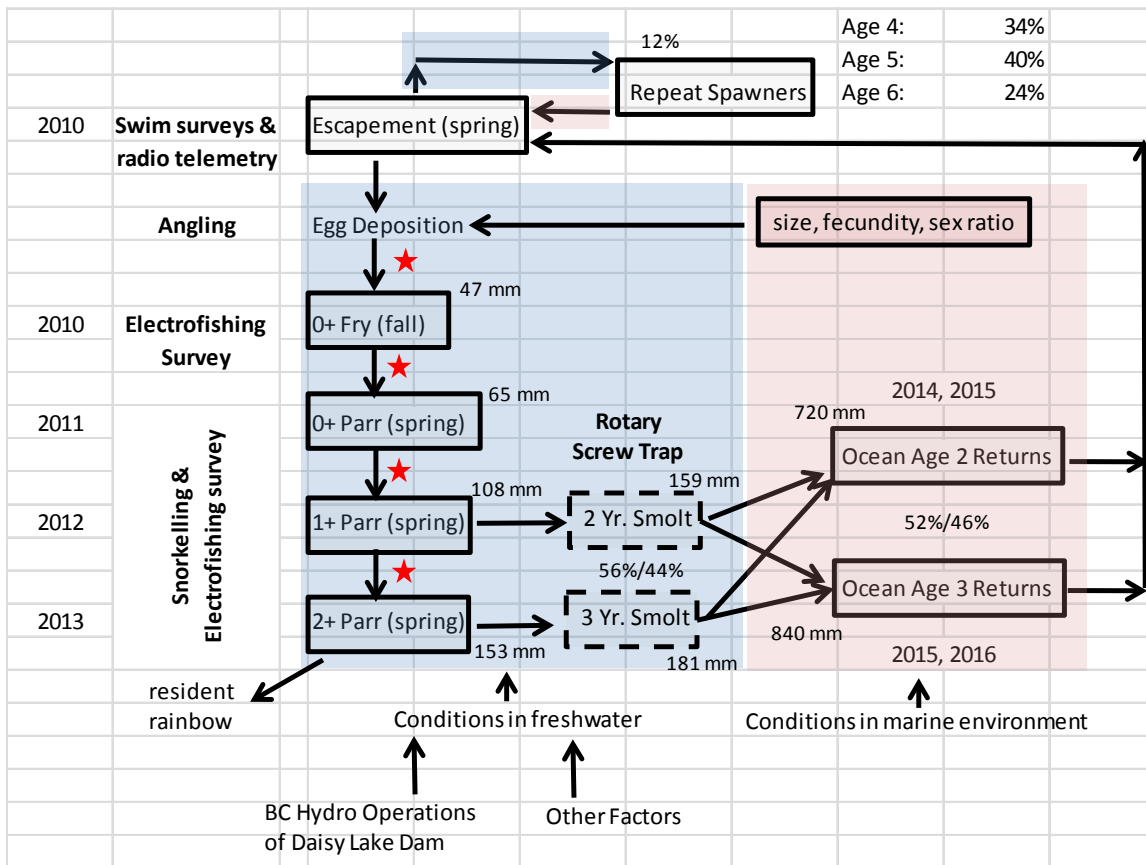 Age 4: 34%
12%
Age 5: 40%
Repeat Spawners
Age 6: 24%
2010
Swim surveys &
radio telemetry
Escapement (spring)
Angling
Egg Deposition
size, fecundity, sex ratio
47 mm
2010
Electrofishing
Survey
0+ Fry (fall)
65 mm
2011
0+ Parr (spring)
Rotary
Screw Trap
720 mm
2014, 2015
Ocean Age 2 Returns
Snorkelling &
Electrofishing survey
108 mm
159 mm
2012
1+ Parr (spring)
2 Yr. Smolt
52%/46%
56%/44%
Ocean Age 3 Returns
2013
2+ Parr (spring)
3 Yr. Smolt
840 mm
153 mm
181 mm
2015, 2016
resident
rainbow
Conditions in freshwater
Conditions in marine environment
BC Hydro Operations
of Daisy Lake Dam
Other Factors